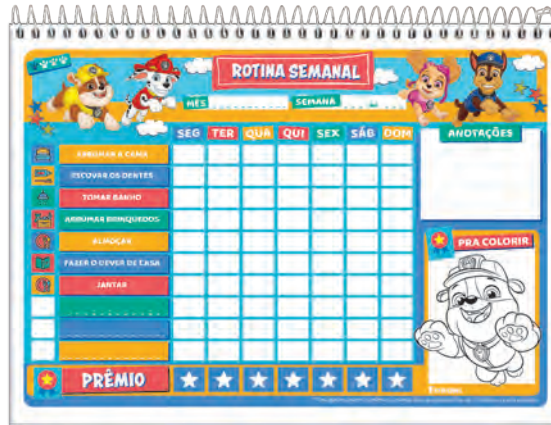 ROTINA SEMANAL
MÊS
SEMANA
SEG TER QUA QUI SEX SÁB DOM
ANOTAÇÕES
ARRUMAR A CAMA
ESCOVAR OS DENTES
TOMAR BANHO
ARRUMAR BRINQUEDOS
ALMOÇAR
FAZER O DEVER DE CASA
JANTAR
PRA COLORIR
PRÊMIO